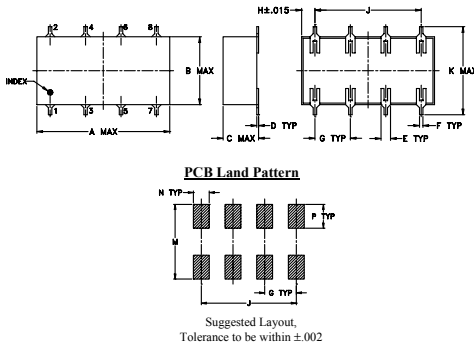 H±.015
J
2 4 6 8
B MAX
K MAX
INDEX
1 3 5 7
D TYP
F TYP
A MAX
C MAX
G TYP
E TYP
PCB Land Pattern
N TYP
P TYP
M
G TYP
J
Suggested Layout,
Tolerance to be within ±.002